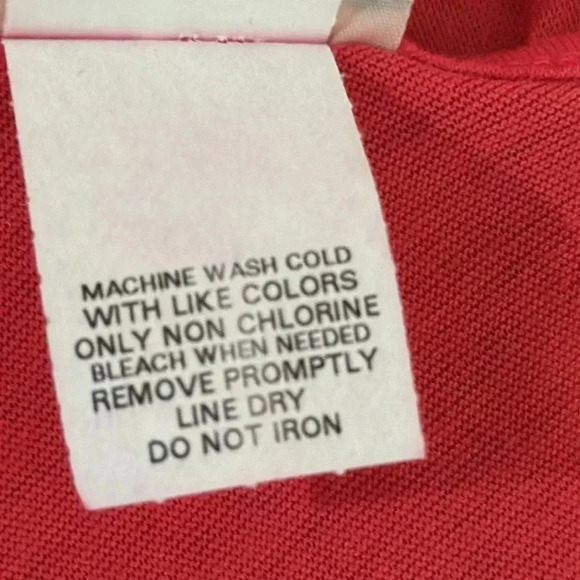 MACHINE WASH COLD
WITH LIKE COLORS
ONLY NON CHLORINE
BLEACH WHEN NEEDED
REMOVE PROMPTLY
LINE DRY
DO NOT IRON